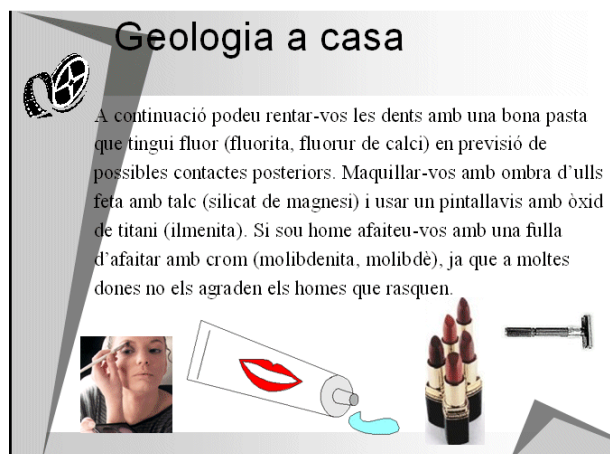 Geologia a casa
A continuació podeu rentar-vos les dents amb una bona pasta
que tingui fluor (fluorita, fluorur de calci) en previsió de
possibles contactes posteriors. Maquillar-vos amb ombra d'ulls
feta amb talc (silicat de magnesi) i usar un pintallavis amb òxid
de titani (ilmenita). Si sou home afaiteu-vos amb una fulla
d'afaitar amb crom (molibdenita, molibdè), ja que a moltes
dones no els agraden els homes que rasquen.